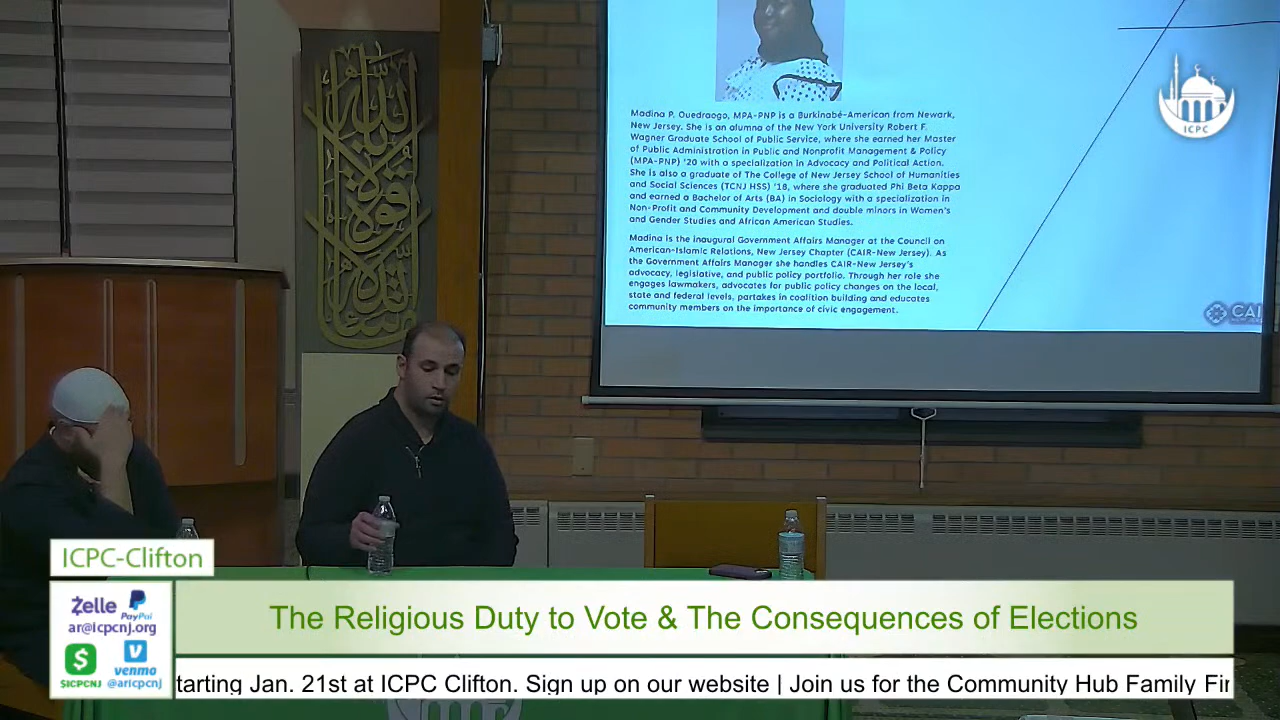 Madina P. Ouedraogo, MPA-PNP is a Burkinabé-American from Newark,
New Jersey. She is an alumna of the New York University Robert F.
Wagner Graduate School of Public Service, where she earned her Master
of Public Administration in Public and Nonprofit Management & Policy
(MPA-PNP) '20 with a specialization in Advocacy and Political Action.
She is also a graduate of The College of New Jersey School of Humanities
and Social Sciences (TCNJ HSS) '18, where she graduated Phi Beta Kappa
and earned a Bachelor of Arts (BA) in Sociology with a specialization in
Non-Profit and Community Development and double minors in Women's
and Gender Studies and African American Studies.
Madina is the inaugural Government Affairs Manager at the Council on
American-Islamic Relations, New Jersey Chapter (CAIR-New Jersey). As
the Government Affairs Manager she handles CAIR-New Jersey's
advocacy, legislative, and public policy portfolio. Through her role she
engages lawmakers, advocates for public policy changes on the local,
state and federal levels, partakes in coalition building and educates
community members on the importance of civic engagement.
ICPC
CAI
ICPC-Clifton
Zelle PayPal
ar@icpcnj.org
venmo
$ICPCNJ @aricpcnj
The Religious Duty to Vote & The Consequences of Elections
tarting Jan. 21st at ICPC Clifton. Sign up on our website | Join us for the Community Hub Family Fir